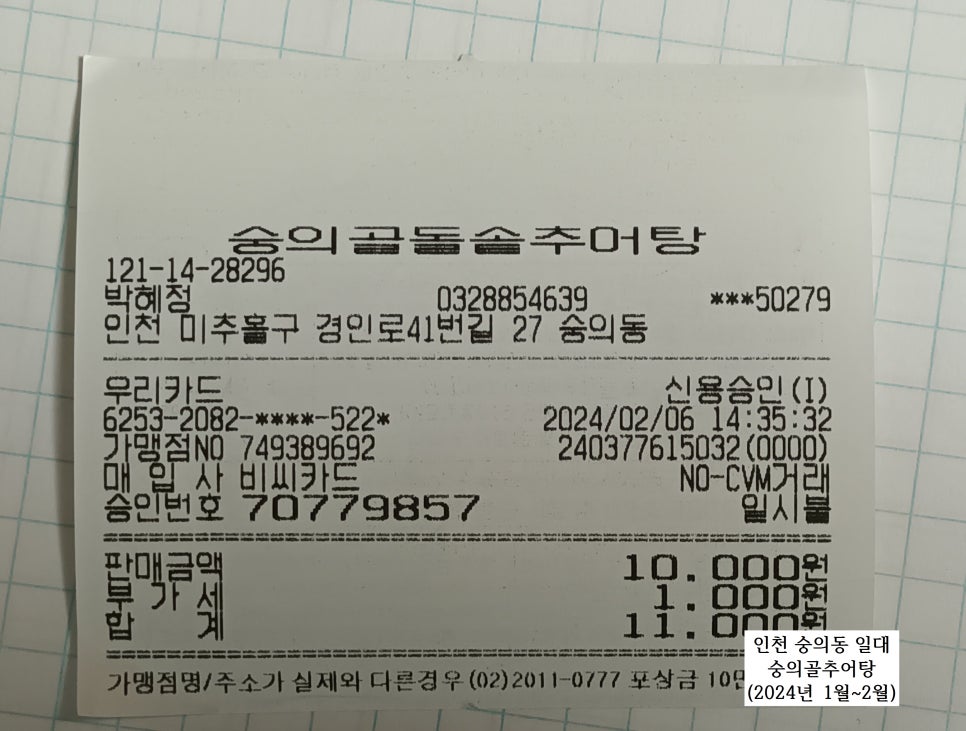 숭의골돌솥추어탕
121-14-28296
박혜정 0328854639 ***50279
인천 미추홀구 경인로41번길 27 숭의동
우리카드 신용승인(I)
6253-2082-****-522* 2024/02/06 14:35:32
가맹점NO 749389692 240377615032(0000)
매 입 사 비씨카드 NO-CVM거래
승인번호 70779857 일시불
판매금액 10.000원
부 가 세 1.000원
합 계 11.000원
가맹점명/주소가 실제와 다른경우(02)2011-0777 포상금 10만
인천 숭의동 일대
숭의골추어탕
(2024년 1월~2월)